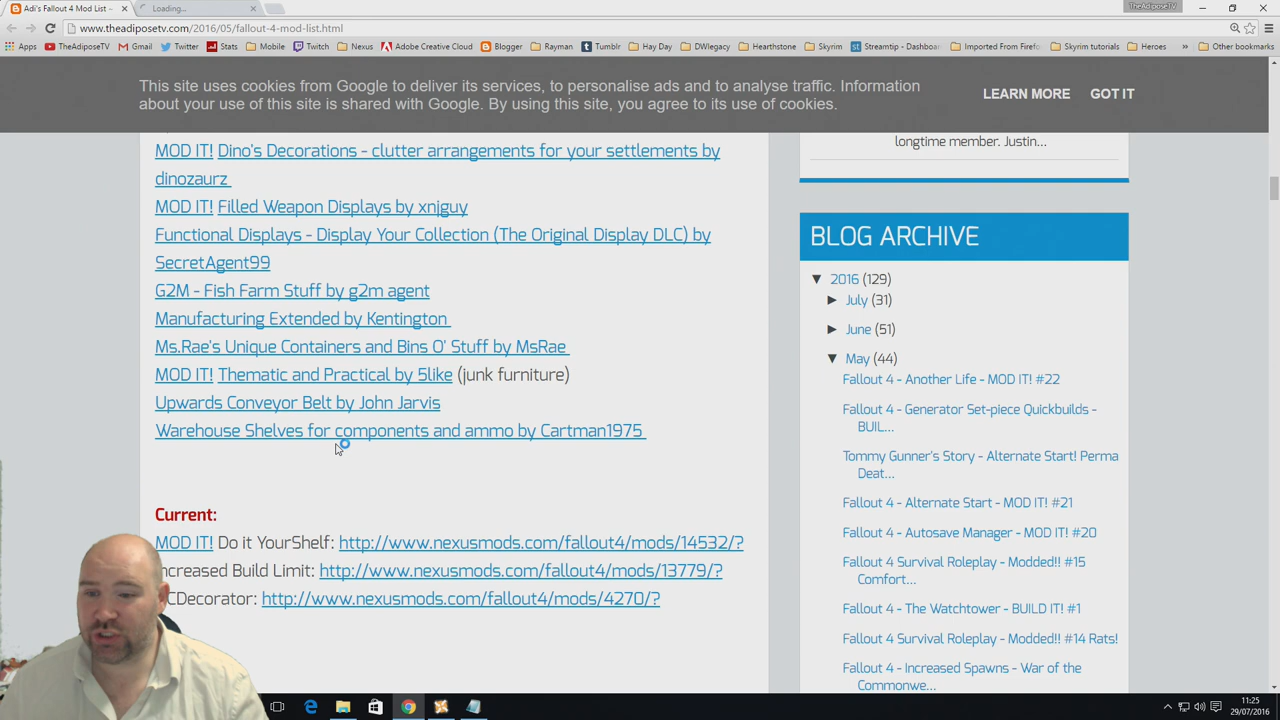 Adi's Fallout 4 Mod List –
Loading...
TheAdiposeTV
www.theadiposetv.com/2016/05/fallout-4-mod-list.html
Apps TheAdiposeTV Gmail Twitter Stats Mobile Nexus Adobe Creative Cloud Blogger Rayman Tumblr Hay Day DWlegacy Twitch Hearthstone Skyrim Streamtip - Dashboa Imported From Firefo Skyrim tutorials Heroes » Other bookmarks
This site uses cookies from Google to deliver its services, to personalise ads and to analyse traffic. Information
about your use of this site is shared with Google. By using this site, you agree to its use of cookies.
LEARN MORE GOT IT
MOD IT! Dino's Decorations - clutter arrangements for your settlements by
dinozaurz
MOD IT! Filled Weapon Displays by xnjguy
Functional Displays - Display Your Collection (The Original Display DLC) by
SecretAgent99
G2M - Fish Farm Stuff by g2m agent
Manufacturing Extended by Kentington
Ms.Rae's Unique Containers and Bins O' Stuff by MsRae
MOD IT! Thematic and Practical by 5like (junk furniture)
Upwards Conveyor Belt by John Jarvis
Warehouse Shelves for components and ammo by Cartman1975
Current:
MOD IT! Do it YourShelf: http://www.nexusmods.com/fallout4/mods/14532/?
ncreased Build Limit: http://www.nexusmods.com/fallout4/mods/13779/?
CDecorator: http://www.nexusmods.com/fallout4/mods/4270/?
longtime member. Justin...
BLOG ARCHIVE
▼ 2016 (129)
► July (31)
► June (51)
▼ May (44)
Fallout 4 - Another Life - MOD IT! #22
Fallout 4 - Generator Set-piece Quickbuilds -
BUIL...
Tommy Gunner's Story - Alternate Start! Perma
Deat...
Fallout 4 - Alternate Start - MOD IT! #21
Fallout 4 - Autosave Manager - MOD IT! #20
Fallout 4 Survival Roleplay - Modded!! #15
Comfort...
Fallout 4 - The Watchtower - BUILD IT! #1
Fallout 4 Survival Roleplay - Modded!! #14 Rats!
Fallout 4 - Increased Spawns - War of the
Commonwe...
11:25
29/07/2016